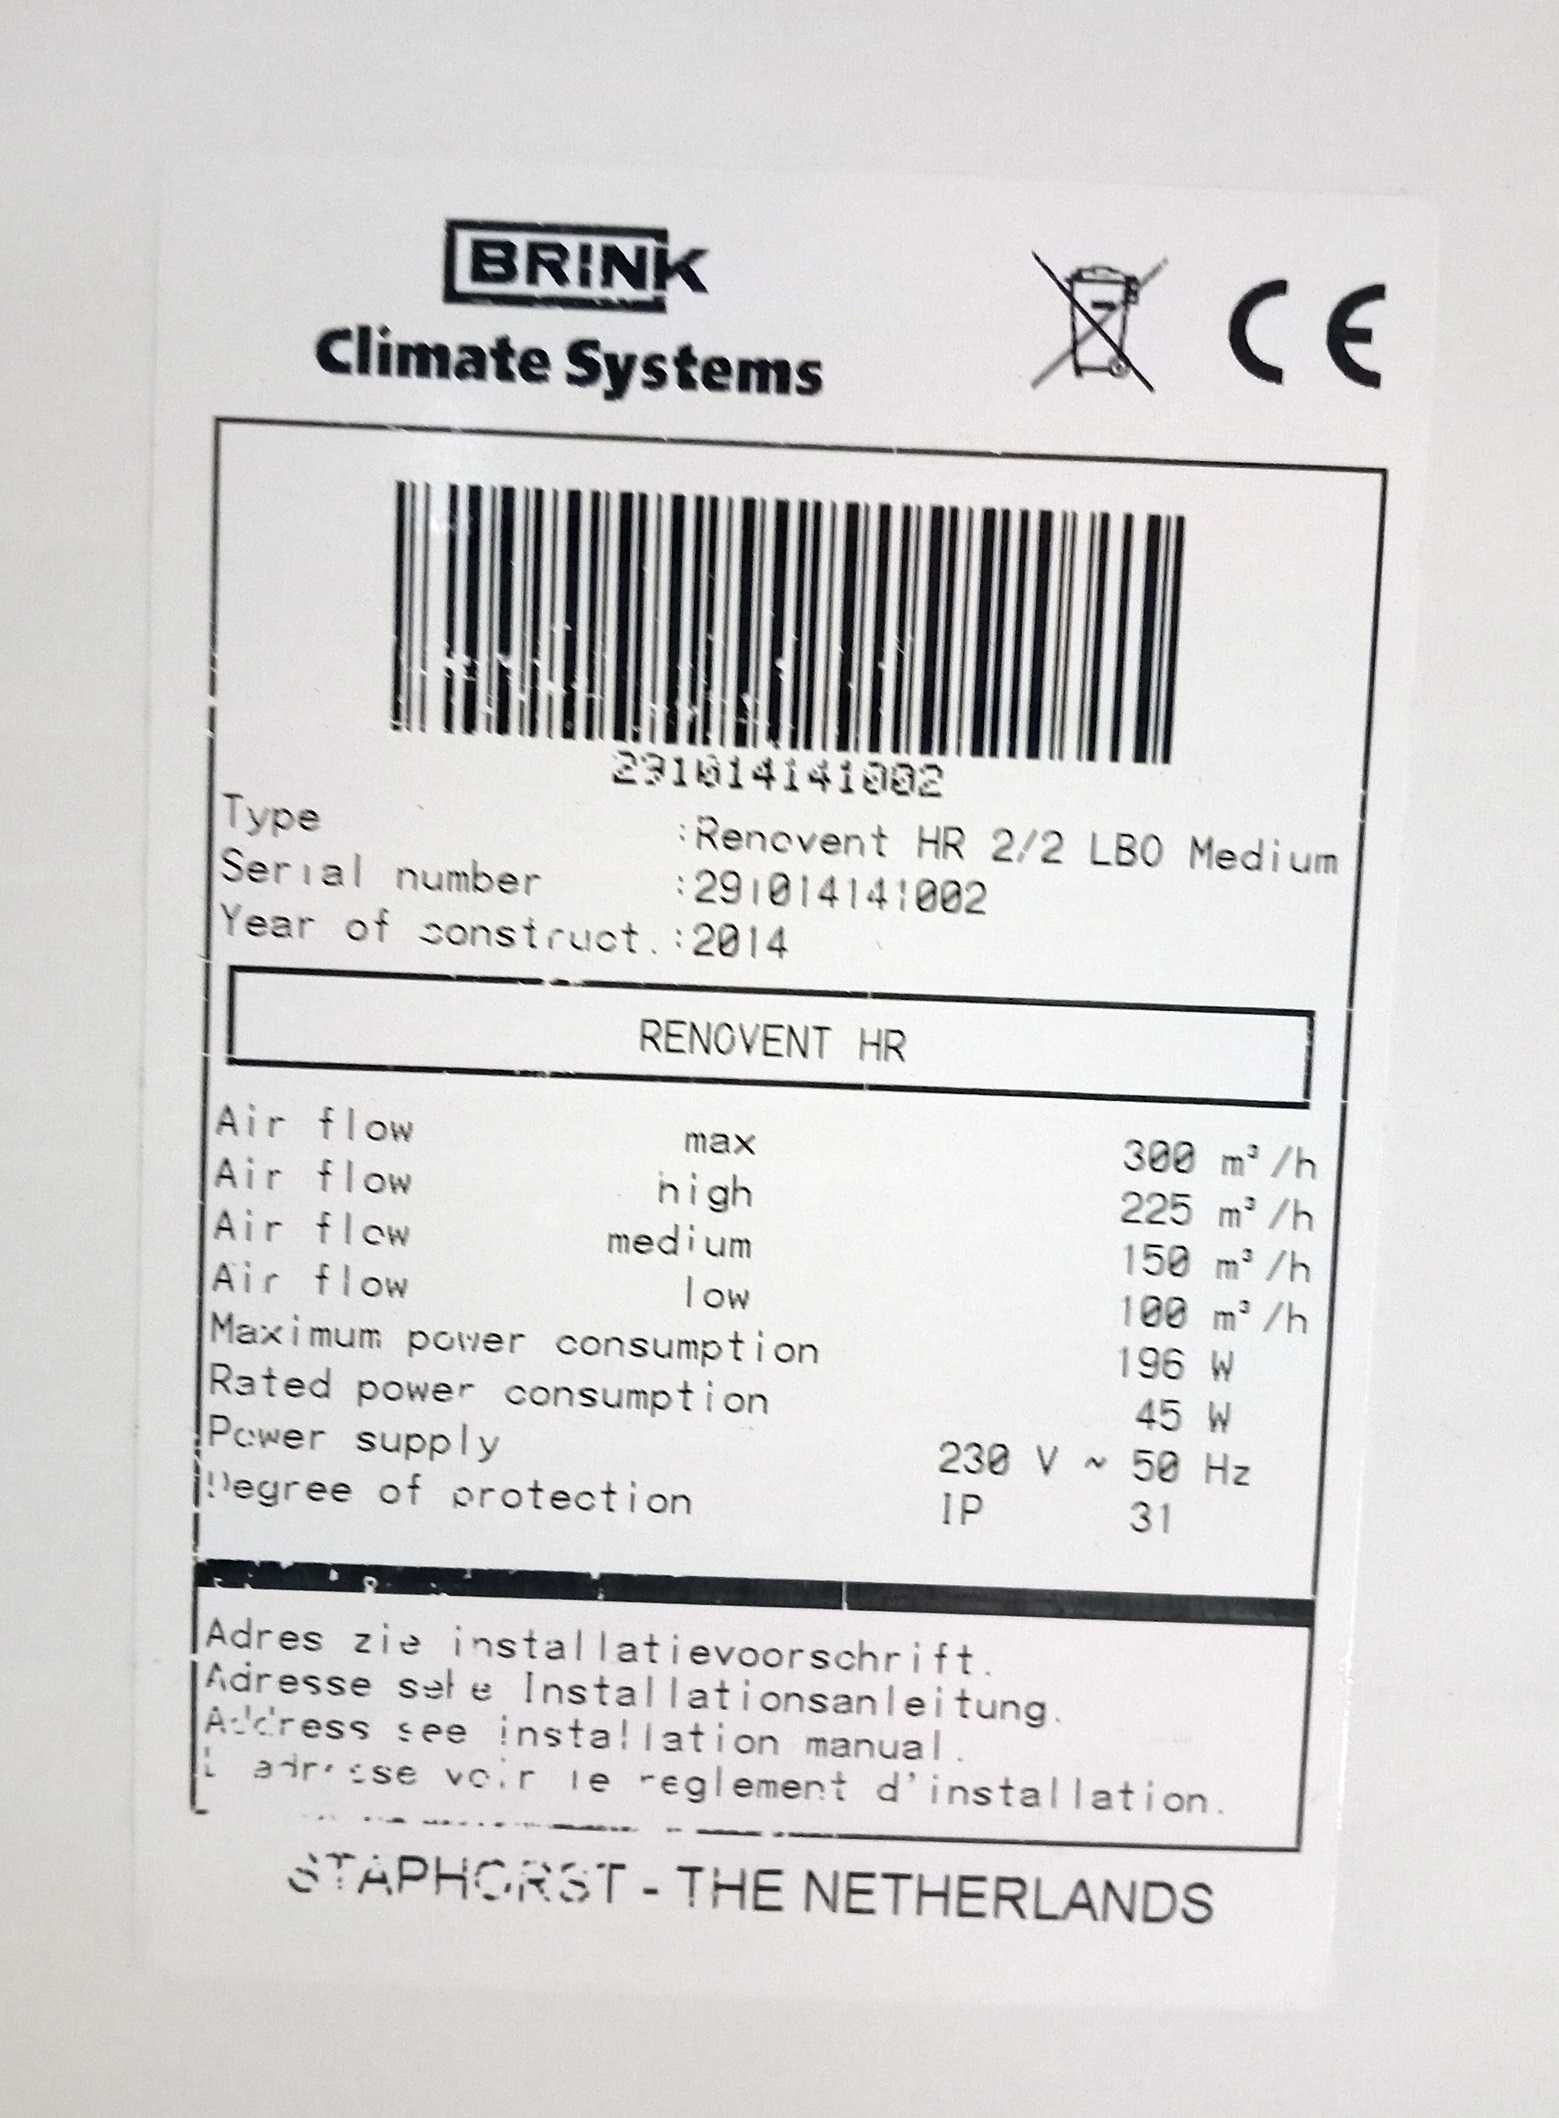 BRINK
Climate Systems
CE
291014141002
Type :Renovent HR 2/2 LBO Medium
Serial number :291014141002
Year of construct.:2014
RENOVENT HR
Air flow max 300 m³/h
Air flow high 225 m³/h
Air flow medium 150 m³/h
Air flow low 100 m³/h
Maximum power consumption 196 W
Rated power consumption 45 W
Power supply 230 V ~ 50 Hz
Degree of protection IP 31
Adres zie installatievoorschrift.
Adresse sehe Installationsanleitung.
Address see installation manual.
L'adresse voir le reglement d'installation.
STAPHORST - THE NETHERLANDS